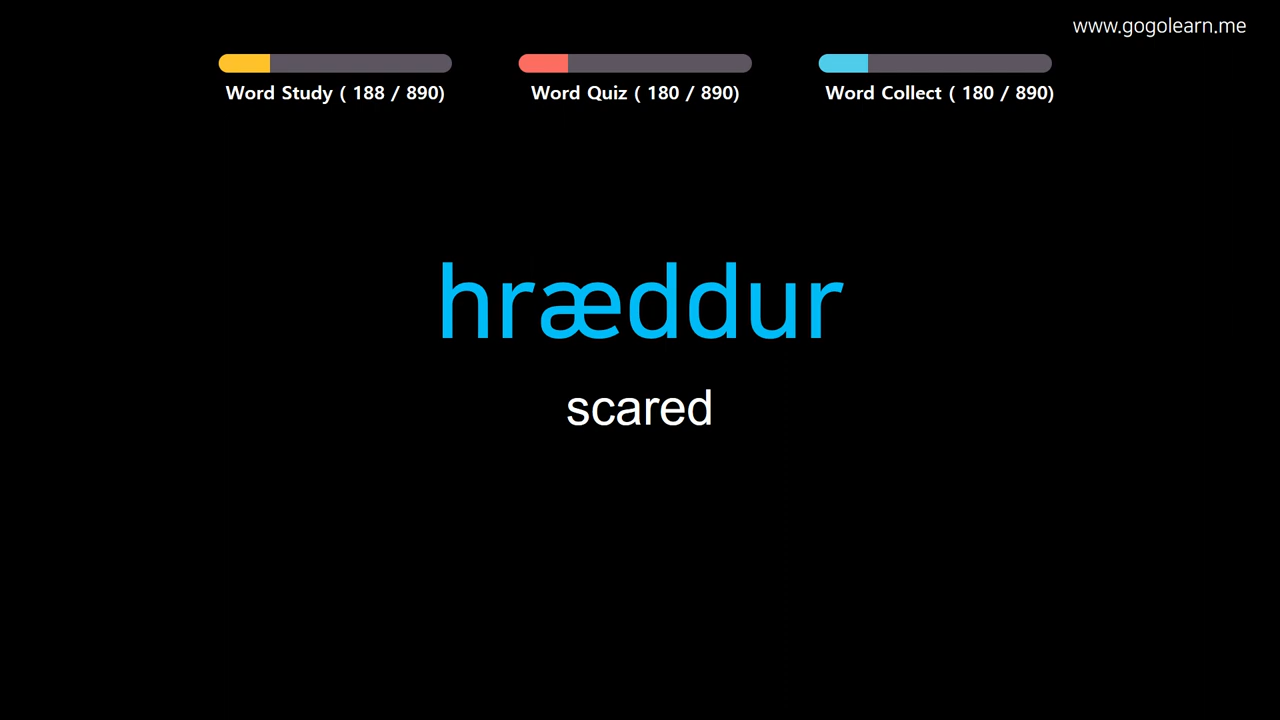 www.gogolearn.me
Word Study ( 188 / 890)
Word Quiz ( 180 / 890)
Word Collect ( 180 / 890)
hræddur
scared